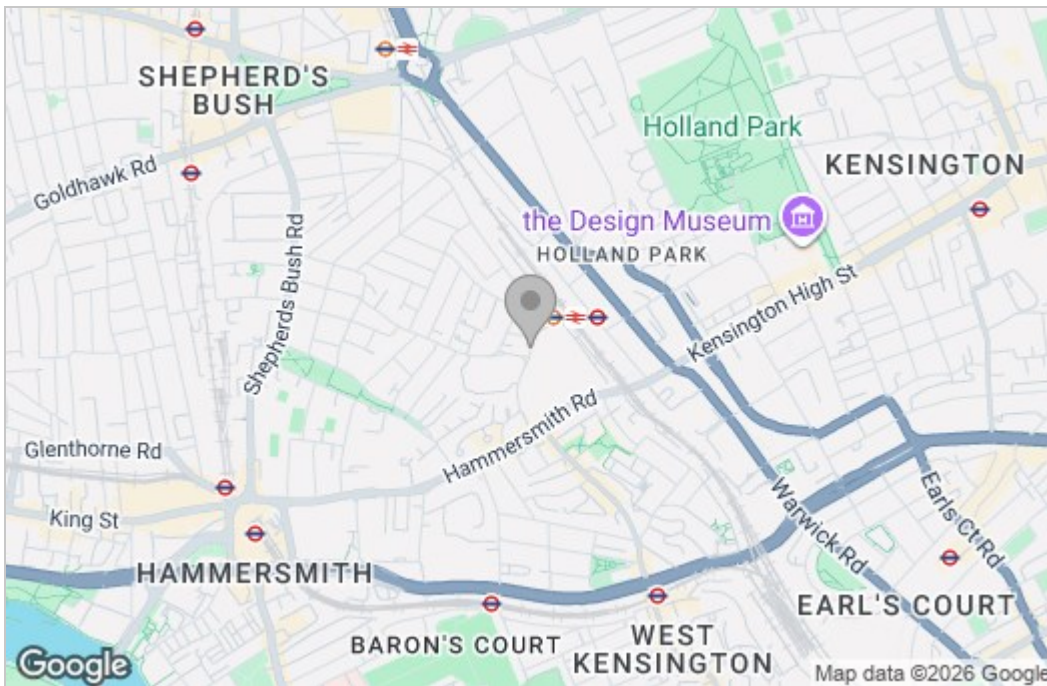 SHEPHERD'S
BUSH
Holland Park
KENSINGTON
Goldhawk Rd
the Design Museum
HOLLAND PARK
Shepherds Bush Rd
Kensington High St
Hammersmith Rd
Glenthorne Rd
King St
Warwick Rd
Earls Ct Rd
HAMMERSMITH
EARL'S COURT
BARON'S COURT
WEST
KENSINGTON
Google
Map data ©2026 Google